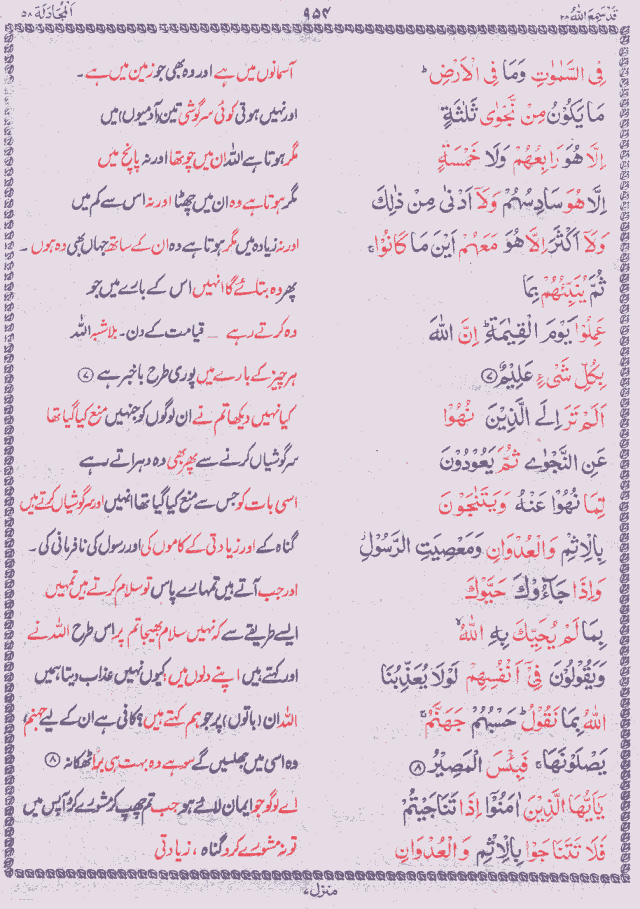 قَدْ سَمِعَ اللّٰهُ ٢٨ ٩٥٤ اَلْمُجَادَلَة ٥٨
فِى السَّمٰوٰتِ وَمَا فِى الْاَرْضِ ؕ آسمانوں میں ہے اور وہ بھی جو زمین میں ہے ۔
مَا يَكُوْنُ مِنْ نَّجْوٰى ثَلٰثَةٍ اور نہیں ہوتی کوئی سرگوشی تین (آدمیوں) میں
اِلَّا هُوَ رَابِعُهُمْ وَلَا خَمْسَةٍ مگر ہوتا ہے اللہ ان میں چوتھا اور نہ پانچ میں
اِلَّا هُوَ سَادِسُهُمْ وَلَاۤ اَدْنٰى مِنْ ذٰلِكَ مگر ہوتا ہے وہ ان میں چھٹا اور نہ اس سے کم میں
وَلَاۤ اَكْثَرَ اِلَّا هُوَ مَعَهُمْ اَيْنَ مَا كَانُوْا ۚ اور نہ زیادہ میں مگر ہوتا ہے وہ ان کے ساتھ جہاں بھی وہ ہوں ۔
ثُمَّ يُنَبِّئُهُمْ بِمَا پھر وہ بتائے گا انہیں اس کے بارے میں جو
عَمِلُوْا يَوْمَ الْقِيٰمَةِ ؕ اِنَّ اللّٰهَ وہ کرتے رہے ــ قیامت کے دن۔ بلاشبہ اللہ
بِكُلِّ شَىْءٍ عَلِيْمٌ ﴿٧﴾ ہر چیز کے بارے میں پوری طرح باخبر ہے ﴿٧﴾
اَلَمْ تَرَ اِلَى الَّذِيْنَ نُهُوْا کیا نہیں دیکھا تم نے ان لوگوں کو جنہیں منع کیا گیا تھا
عَنِ النَّجْوٰى ثُمَّ يَعُوْدُوْنَ سرگوشیاں کرنے سے پھر بھی وہ دہراتے رہے
لِمَا نُهُوْا عَنْهُ وَيَتَنٰجَوْنَ اسی بات کو جس سے منع کیا گیا تھا انہیں اور سرگوشیاں کرتے ہیں
بِالْاِثْمِ وَالْعُدْوَانِ وَمَعْصِيَتِ الرَّسُوْلِ گناہ کے اور زیادتی کے کاموں کی اور رسول کی نافرمانی کی ۔
وَاِذَا جَآءُوْكَ حَيَّوْكَ اور جب آتے ہیں تمہارے پاس تو سلام کرتے ہیں تمہیں
بِمَا لَمْ يُحَيِّكَ بِهِ اللّٰهُ ۙ ایسے طریقے سے کہ نہیں سلام بھیجا تم پر اس طرح اللہ نے
وَيَقُوْلُوْنَ فِىْۤ اَنْفُسِهِمْ لَوْلَا يُعَذِّبُنَا اور کہتے ہیں اپنے دلوں میں کیوں نہیں عذاب دیتا ہمیں
اللّٰهُ بِمَا نَقُوْلُ ؕ حَسْبُهُمْ جَهَنَّمُ ۚ اللہ ان (باتوں) پر جو ہم کہتے ہیں؟ کافی ہے ان کے لیے جہنم،
يَصْلَوْنَهَا ۚ فَبِئْسَ الْمَصِيْرُ ﴿٨﴾ وہ اسی میں جھلسیں گے سو ہے وہ بہت ہی برا ٹھکانہ ﴿٨﴾
يٰۤاَيُّهَا الَّذِيْنَ اٰمَنُوْۤا اِذَا تَنَاجَيْتُمْ اے لوگو جو ایمان لائے ہو جب تم چھپ کر مشورے کرو آپس میں
فَلَا تَتَنَاجَوْا بِالْاِثْمِ وَالْعُدْوَانِ تو نہ مشورے کرو گناہ ، زیادتی
منزل ٧